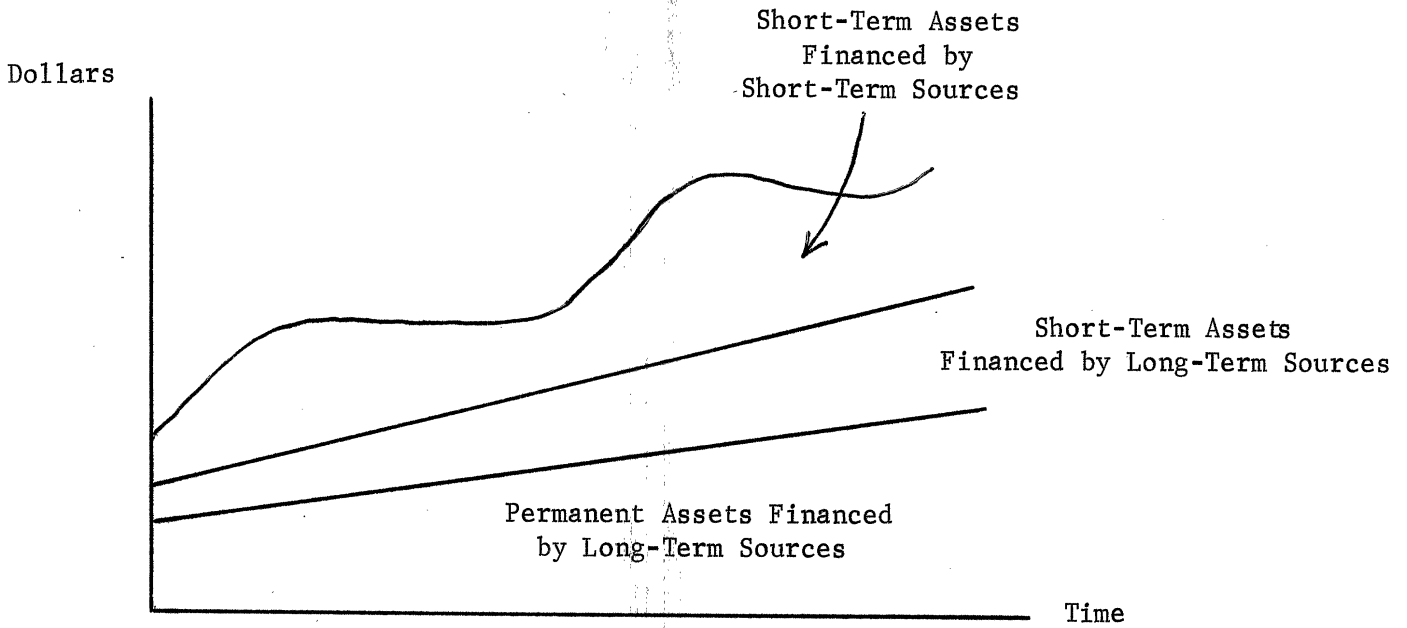 Short-Term Assets
Financed by
Short-Term Sources
Dollars
Short-Term Assets
Financed by Long-Term Sources
Permanent Assets Financed
by Long-Term Sources
Time